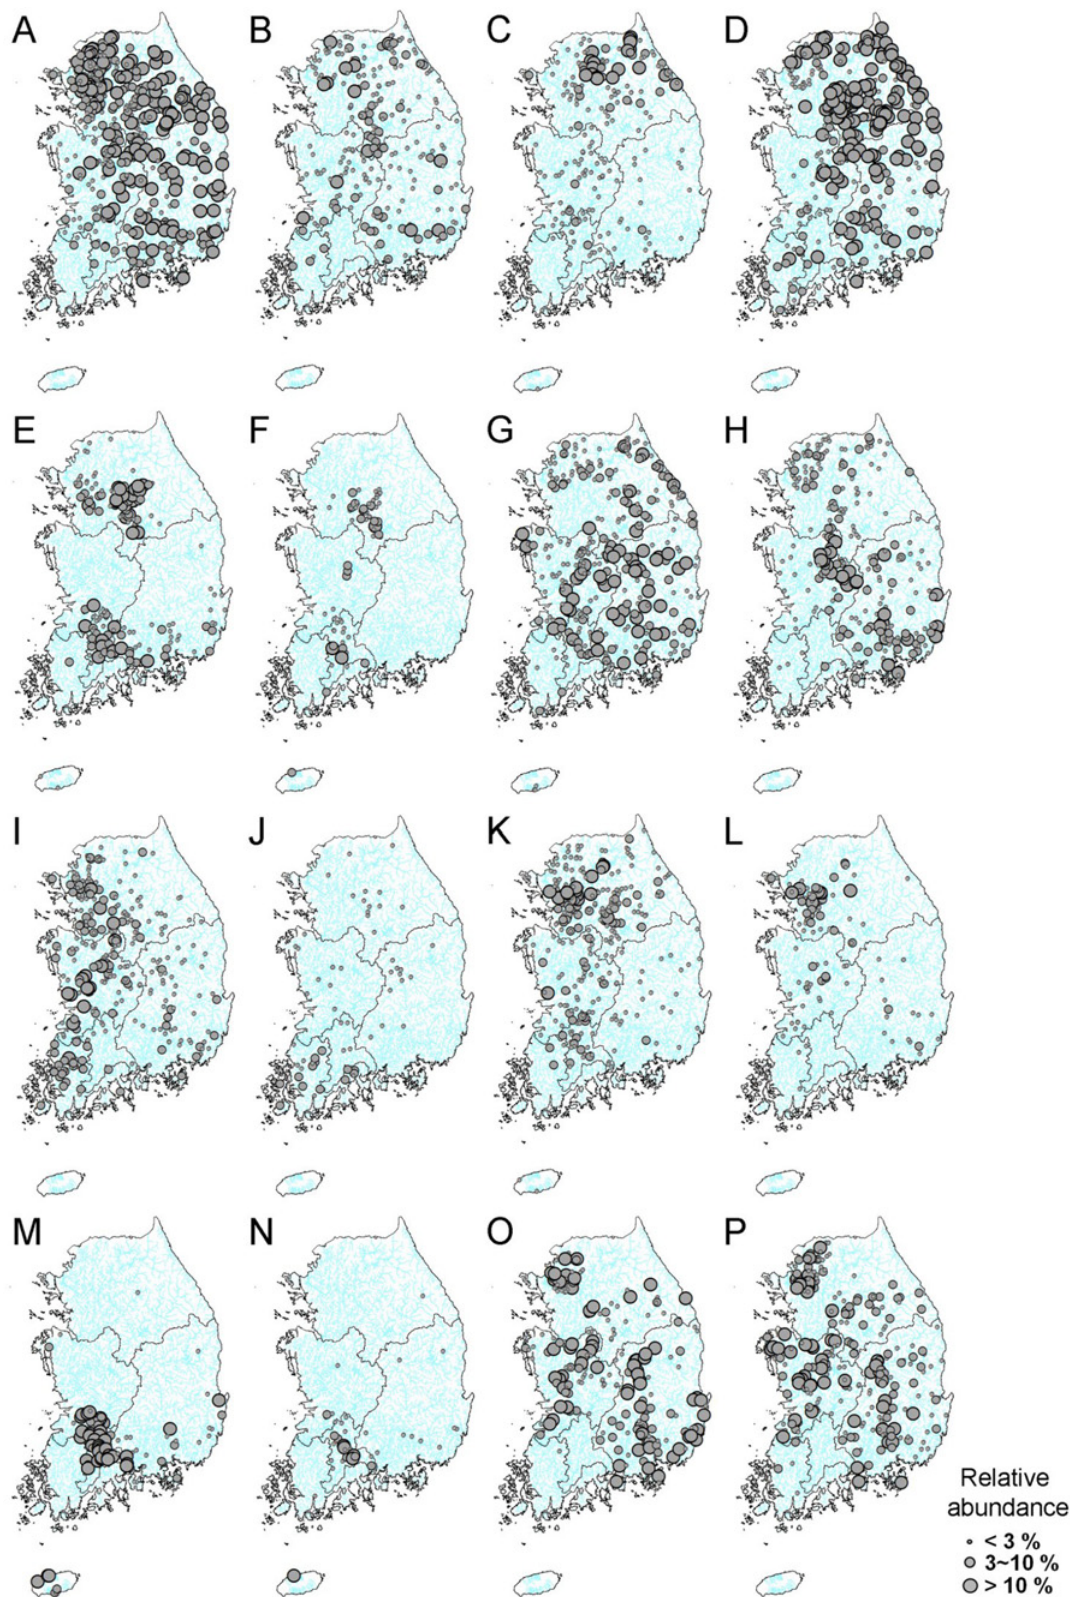 A B C D
E F G H
I J K L
M N O P
Relative
abundance
< 3 %
3~10 %
> 10 %